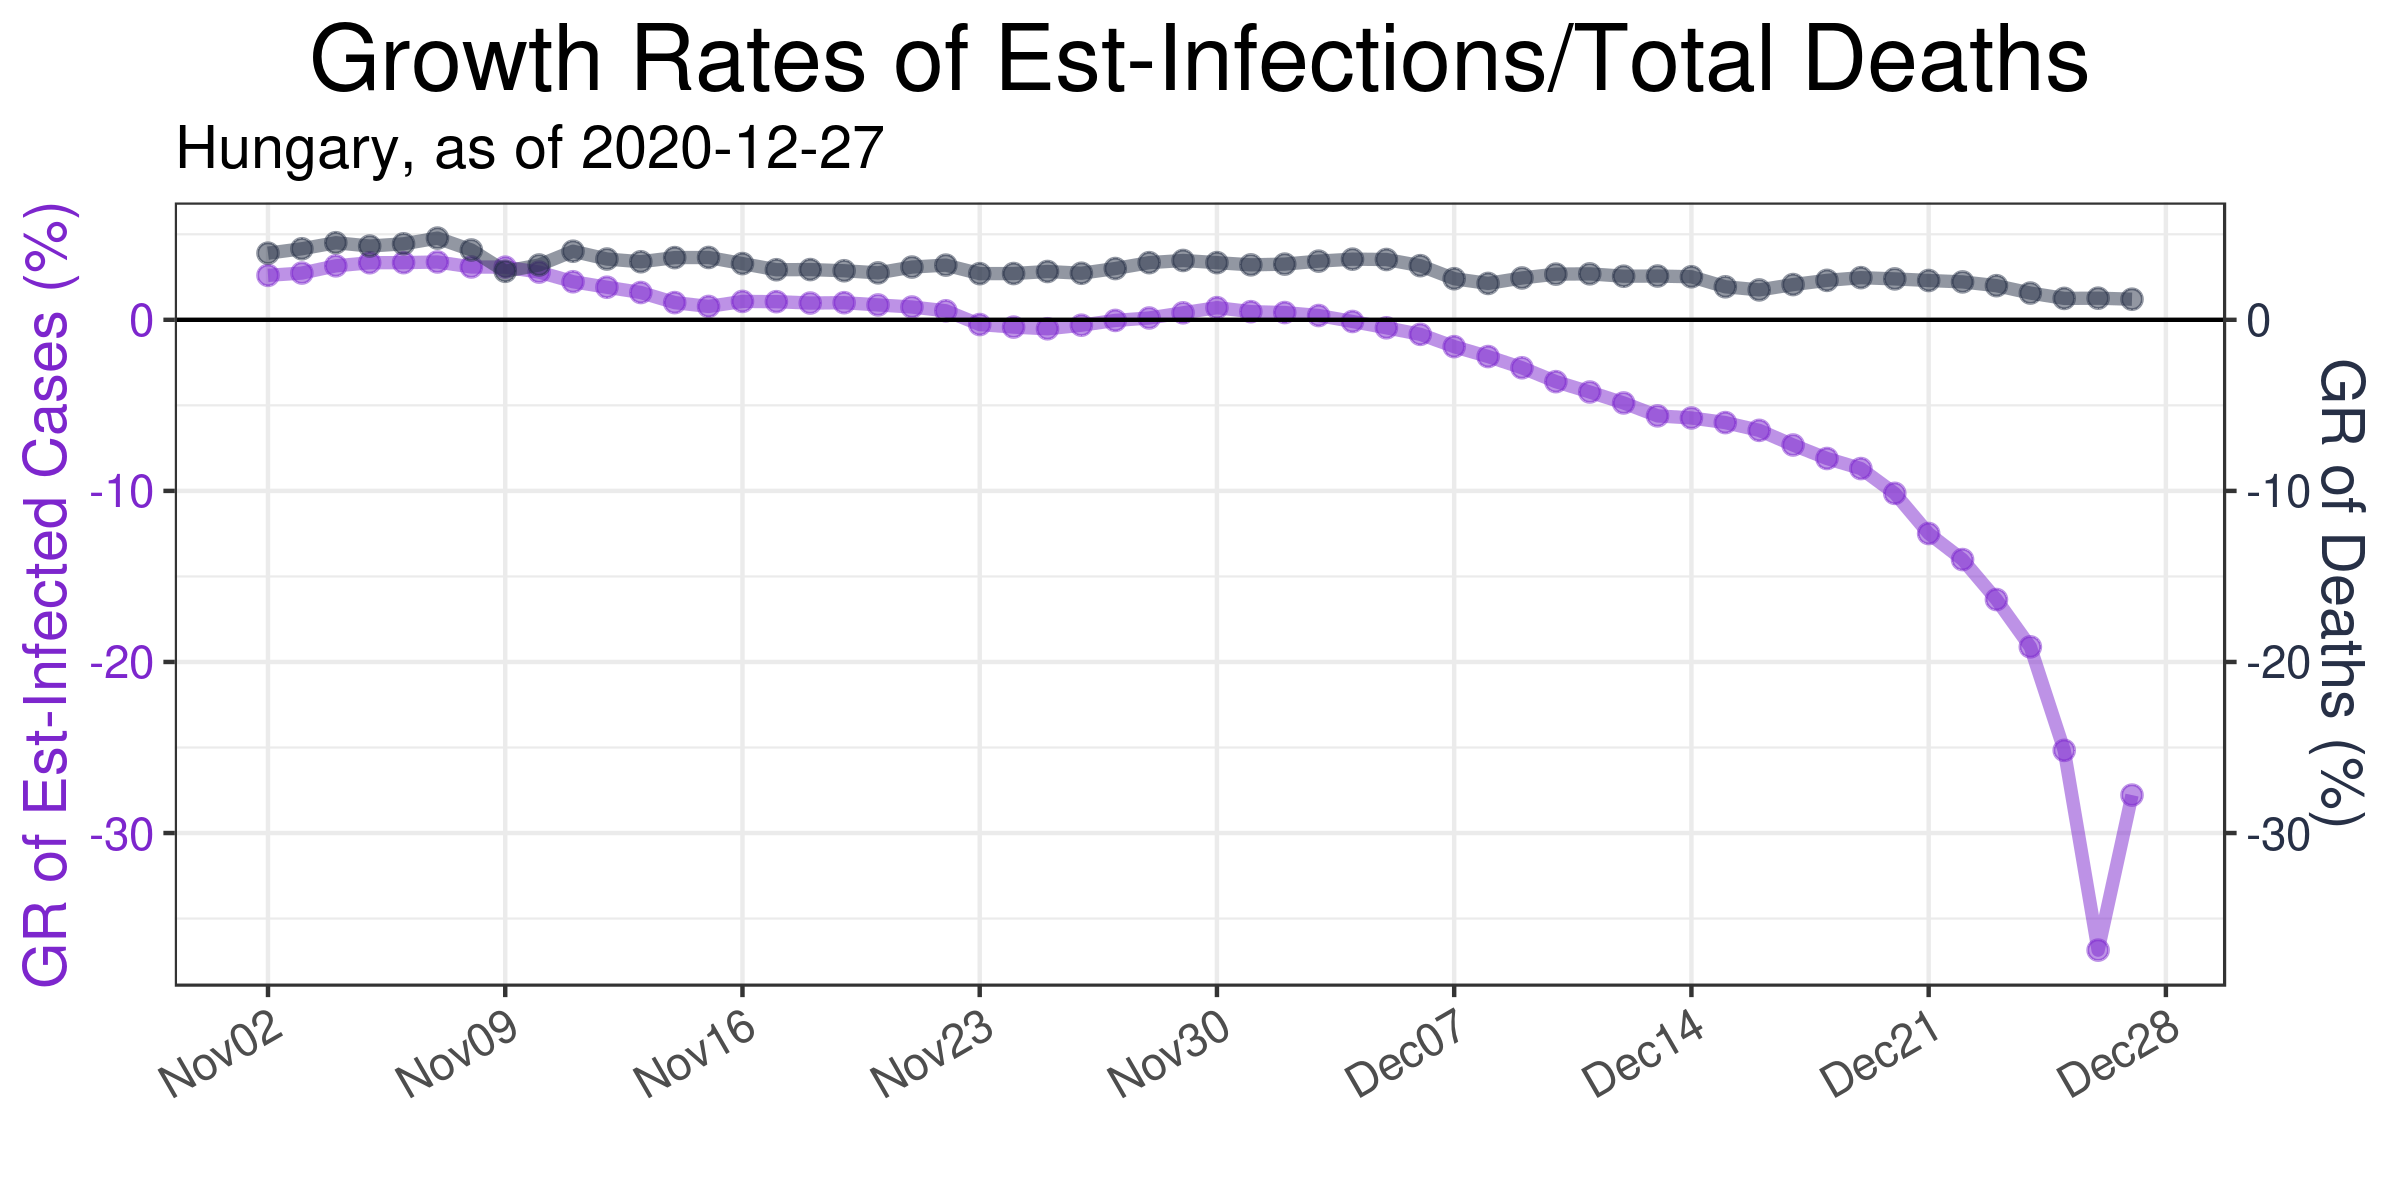 Growth Rates of Est-Infections/Total Deaths
Hungary, as of 2020-12-27
GR of Est-Infected Cases (%)
0
-10
-20
-30
0
-10
-20
-30
GR of Deaths (%)
Nov02
Nov09
Nov16
Nov23
Nov30
Dec07
Dec14
Dec21
Dec28